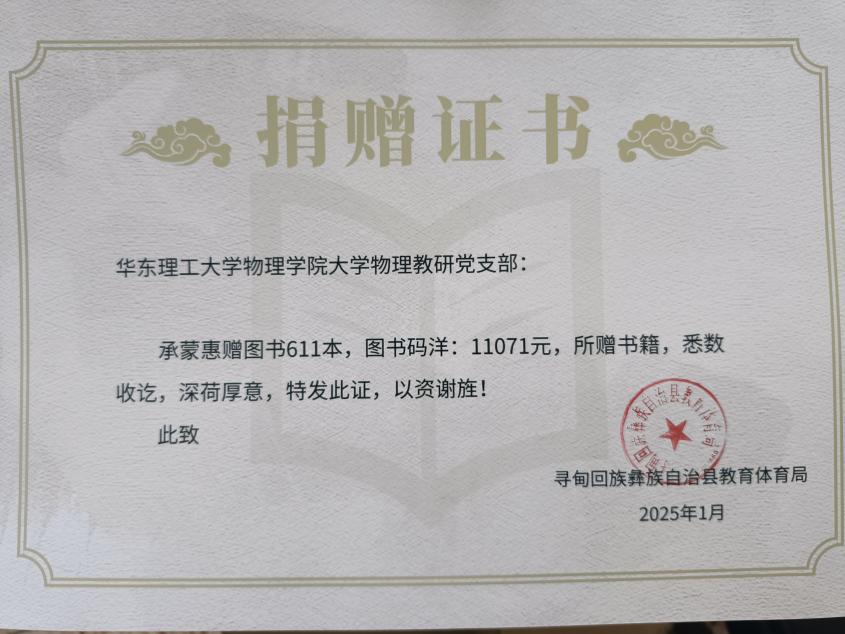 捐赠证书
华东理工大学物理学院大学物理教研党支部：
承蒙惠赠图书611本，图书码洋：11071元，所赠书籍，悉数
收讫，深荷厚意，特发此证，以资谢旌！
此致
寻甸回族彝族自治县教育体育局
2025年1月